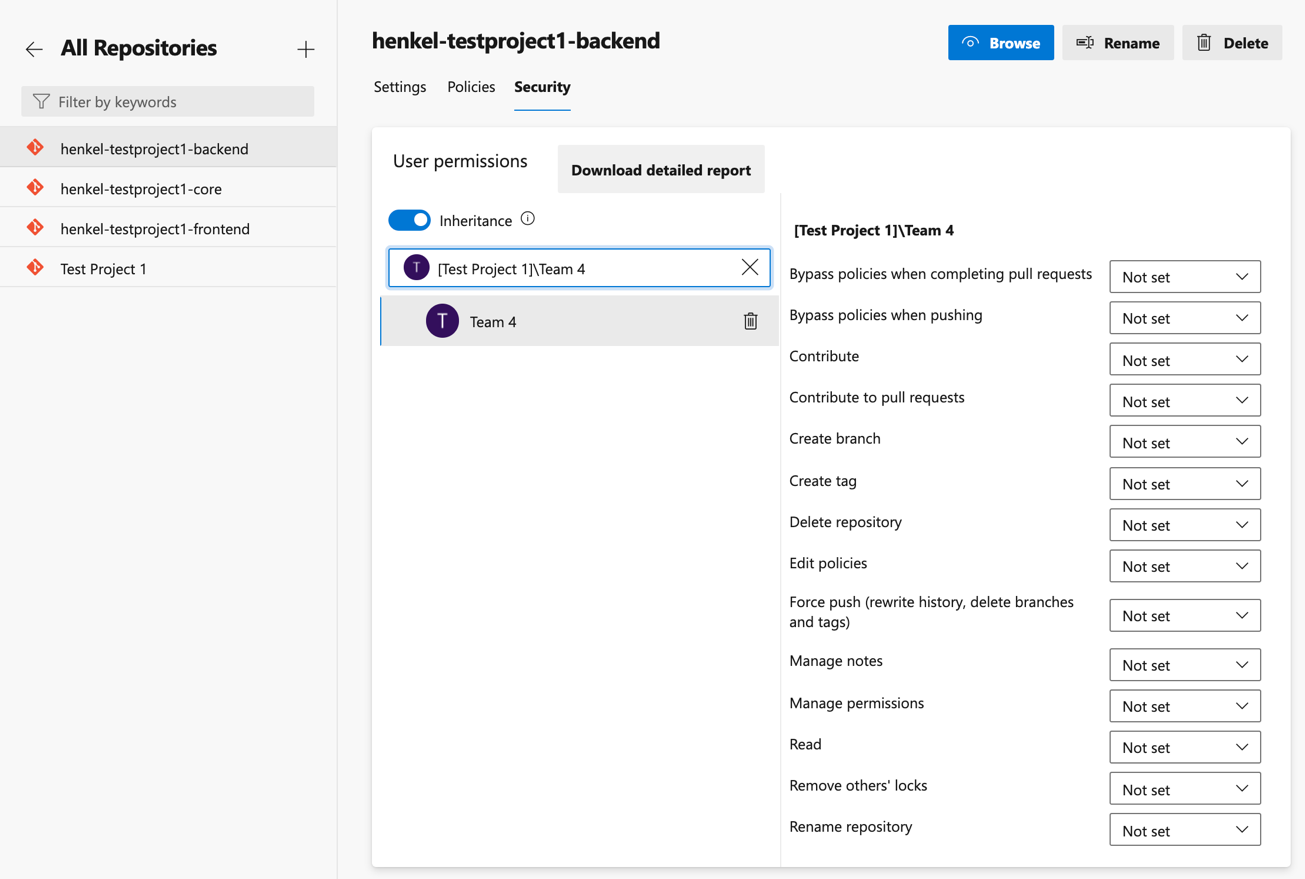 All Repositories
Filter by keywords
henkel-testproject1-backend
henkel-testproject1-core
henkel-testproject1-frontend
Test Project 1
henkel-testproject1-backend
Browse
Rename
Delete
Settings
Policies
Security
User permissions
Download detailed report
Inheritance
T
[Test Project 1]\Team 4
T
Team 4
[Test Project 1]\Team 4
Bypass policies when completing pull requests
Not set
Bypass policies when pushing
Not set
Contribute
Not set
Contribute to pull requests
Not set
Create branch
Not set
Create tag
Not set
Delete repository
Not set
Edit policies
Not set
Force push (rewrite history, delete branches
and tags)
Not set
Manage notes
Not set
Manage permissions
Not set
Read
Not set
Remove others' locks
Not set
Rename repository
Not set